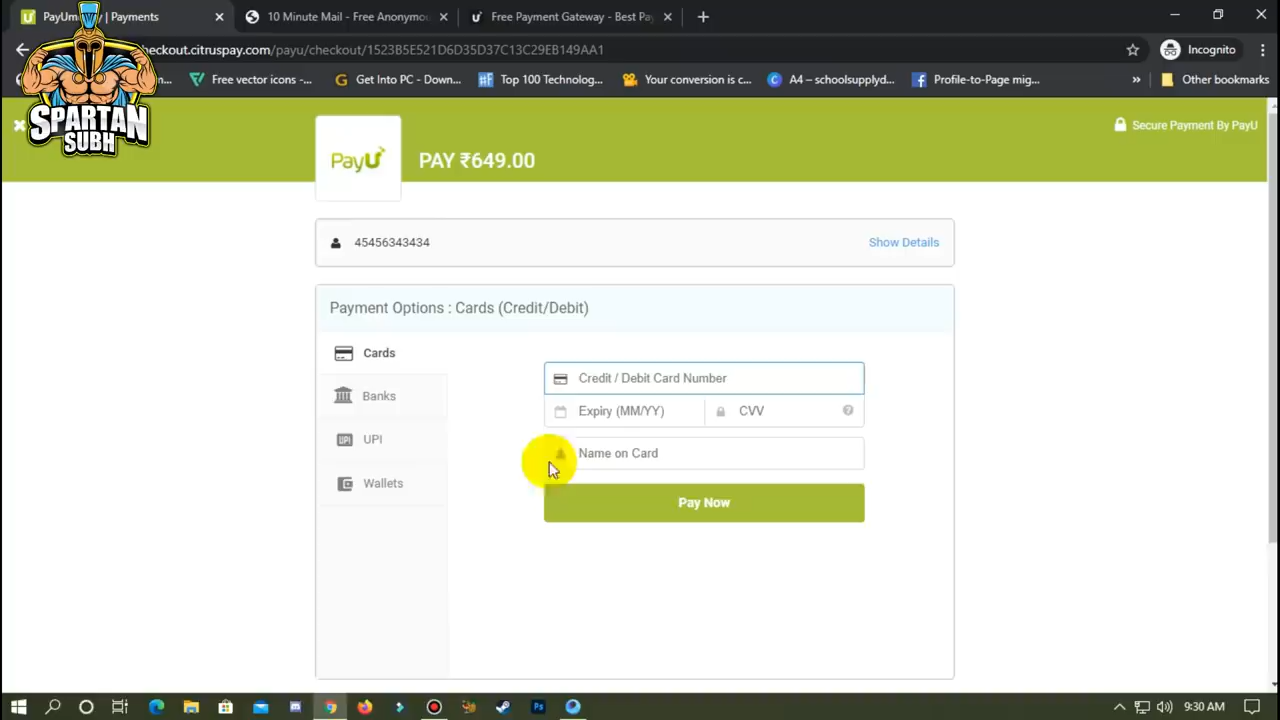 PayUm
| Payments
10 Minute Mail - Free Anonymo
Free Payment Gateway - Best Pay
checkout.citruspay.com/payu/checkout/1523B5E521D6D35D37C13C29EB149AA1
Incognito
Free vector icons -...
Get Into PC - Down...
Top 100 Technolog...
Your conversion is c...
A4 – schoolsupplyd...
Profile-to-Page mig...
Other bookmarks
SPARTAN
SUBH
Secure Payment By PayU
PayU
PAY ₹649.00
45456343434
Show Details
Payment Options : Cards (Credit/Debit)
Cards
Banks
UPI
UPI
Wallets
Credit / Debit Card Number
Expiry (MM/YY)
CVV
Name on Card
Pay Now
9:30 AM